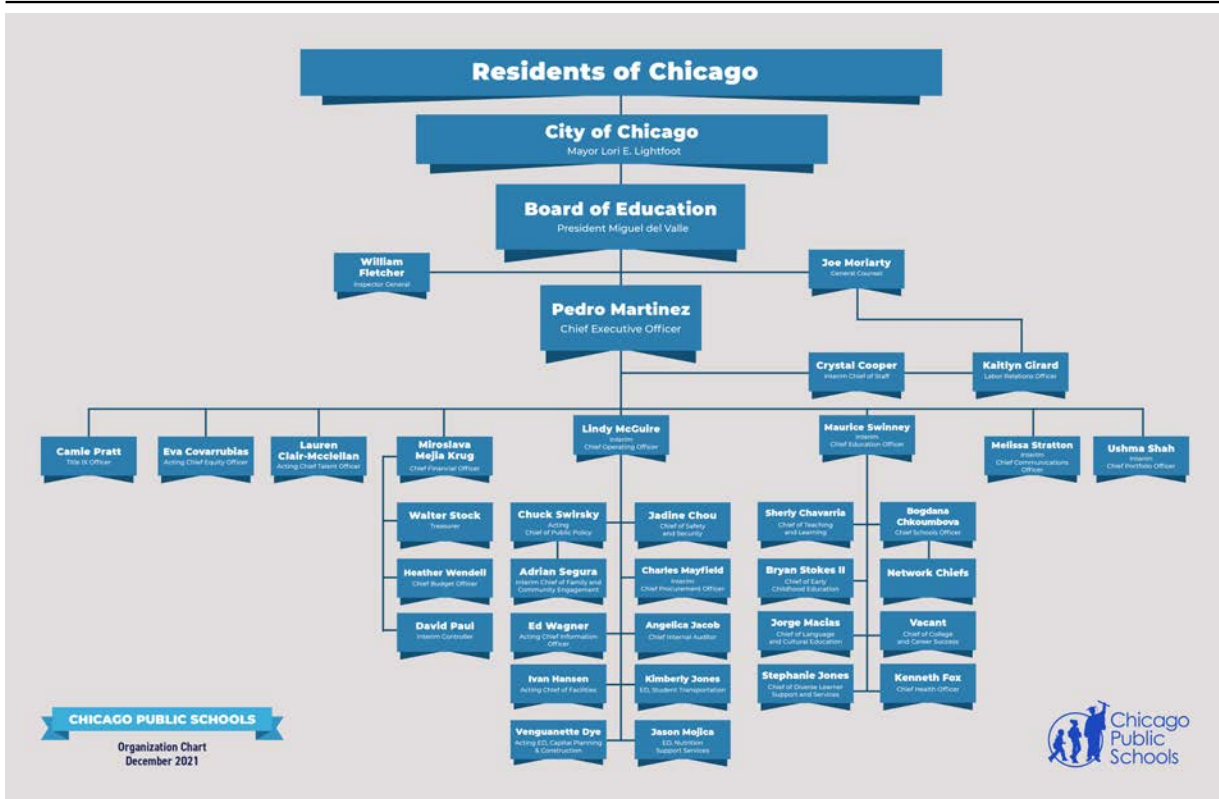 Residents of Chicago
City of Chicago
Mayor Lori E. Lightfoot
Board of Education
President Miguel del Valle
William
Fletcher
Inspector General
Joe Moriarty
General Counsel
Pedro Martinez
Chief Executive Officer
Crystal Cooper
Interim Chief of Staff
Kaitlyn Girard
Labor Relations Officer
Camie Pratt
Title IX Officer
Eva Covarrubias
Acting Chief Equity Officer
Lauren
Clair-Mcclellan
Acting Chief Talent Officer
Miroslava
Mejia Krug
Chief Financial Officer
Lindy McGuire
Interim
Chief Operating Officer
Maurice Swinney
Interim
Chief Education Officer
Melissa Stratton
Interim
Chief Communications
Officer
Ushma Shah
Interim
Chief Portfolio Officer
Walter Stock
Treasurer
Heather Wendell
Chief Budget Officer
David Paul
Interim Controller
Chuck Swirsky
Acting
Chief of Public Policy
Jadine Chou
Chief of Safety
and Security
Adrian Segura
Interim Chief of Family and
Community Engagement
Charles Mayfield
Interim
Chief Procurement Officer
Ed Wagner
Acting Chief Information
Officer
Angelica Jacob
Chief Internal Auditor
Ivan Hansen
Acting Chief of Facilities
Kimberly Jones
ED, Student Transportation
Venguanette Dye
Acting ED, Capital Planning
& Construction
Jason Mojica
ED, Nutrition
Support Services
Sherly Chavarria
Chief of Teaching
and Learning
Bogdana
Chkoumbova
Chief Schools Officer
Bryan Stokes II
Chief of Early
Childhood Education
Network Chiefs
Jorge Macias
Chief of Language
and Cultural Education
Vacant
Chief of College
and Career Success
Stephanie Jones
Chief of Diverse Learner
Support and Services
Kenneth Fox
Chief Health Officer
CHICAGO PUBLIC SCHOOLS
Organization Chart
December 2021
Chicago
Public
Schools